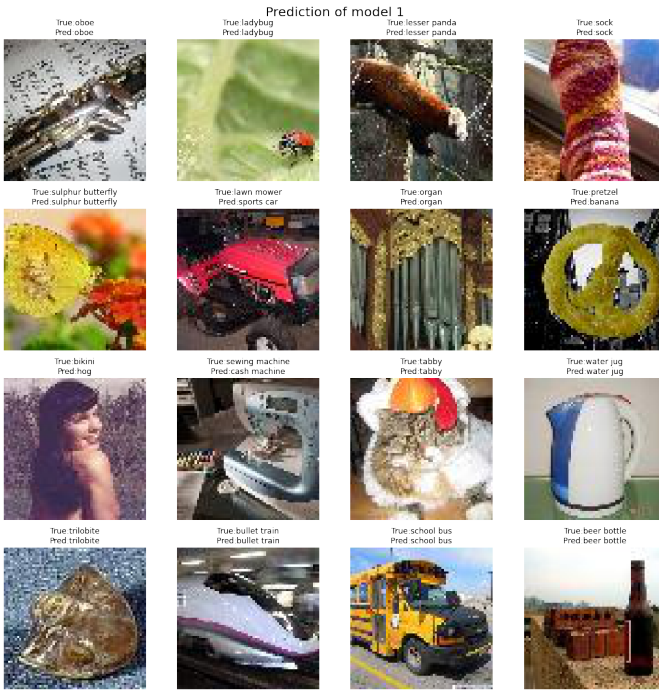 Prediction of model 1
True oboe
Pred oboe
True:ladybug
Pred:ladybug
True:lesser panda
Pred:lesser panda
True:sock
Pred:sock
True:sulphur butterfly
Pred:sulphur butterfly
True:lawn mower
Pred:sports car
True:organ
Pred:organ
True:pretzel
Pred:banana
True:bikini
Pred:hog
True:sewing machine
Pred:cash machine
True:tabby
Pred:tabby
True:water jug
Pred:water jug
True:trilobite
Pred:trilobite
True:bullet train
Pred:bullet train
True:school bus
Pred:school bus
True:beer bottle
Pred:beer bottle